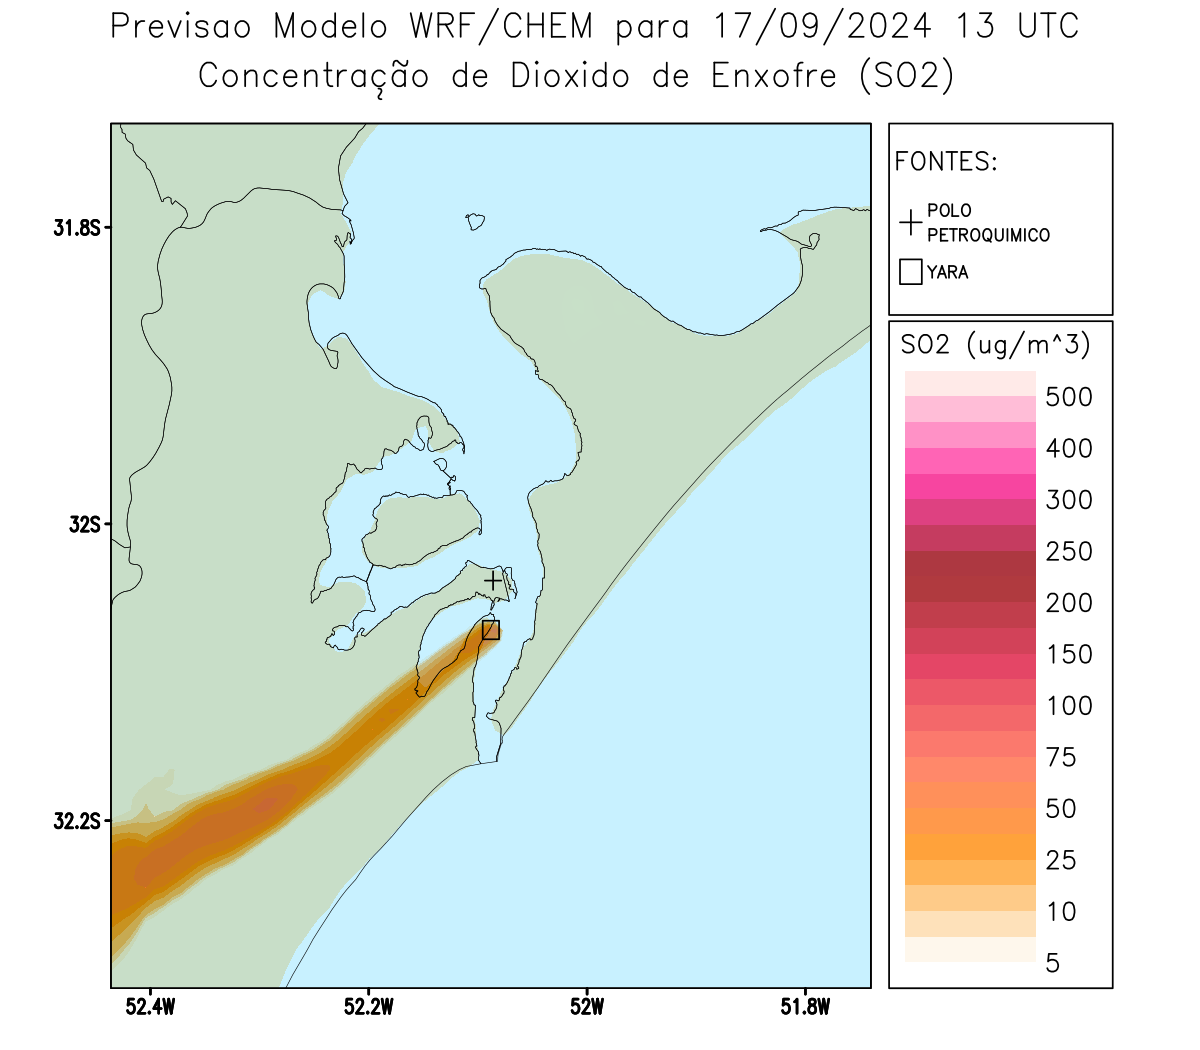 Previsao Modelo WRF/CHEM para 17/09/2024 13 UTC
Concentração de Dioxido de Enxofre (SO2)
FONTES:
POLO
PETROQUIMICO
YARA
SO2 (ug/m^3)
500
400
300
250
200
150
100
75
50
25
10
5
31.8S
32S
32.2S
52.4W
52.2W
52W
51.8W